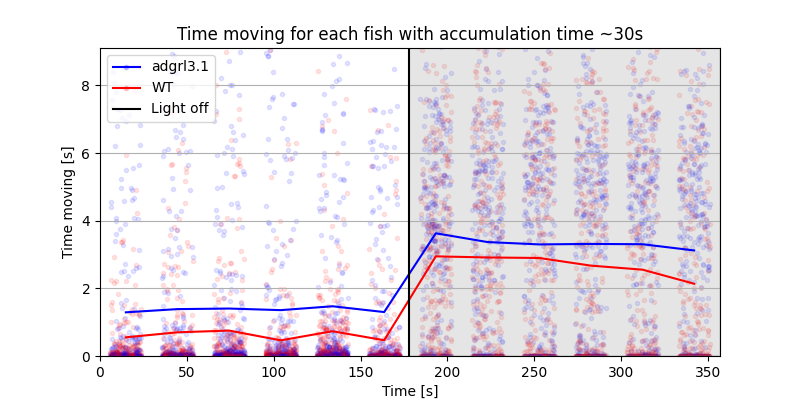 Time moving for each fish with accumulation time ~30s
adgrl3.1
WT
Light off
Time moving [s]
8
6
4
2
0
0 50 100 150 200 250 300 350
Time [s]